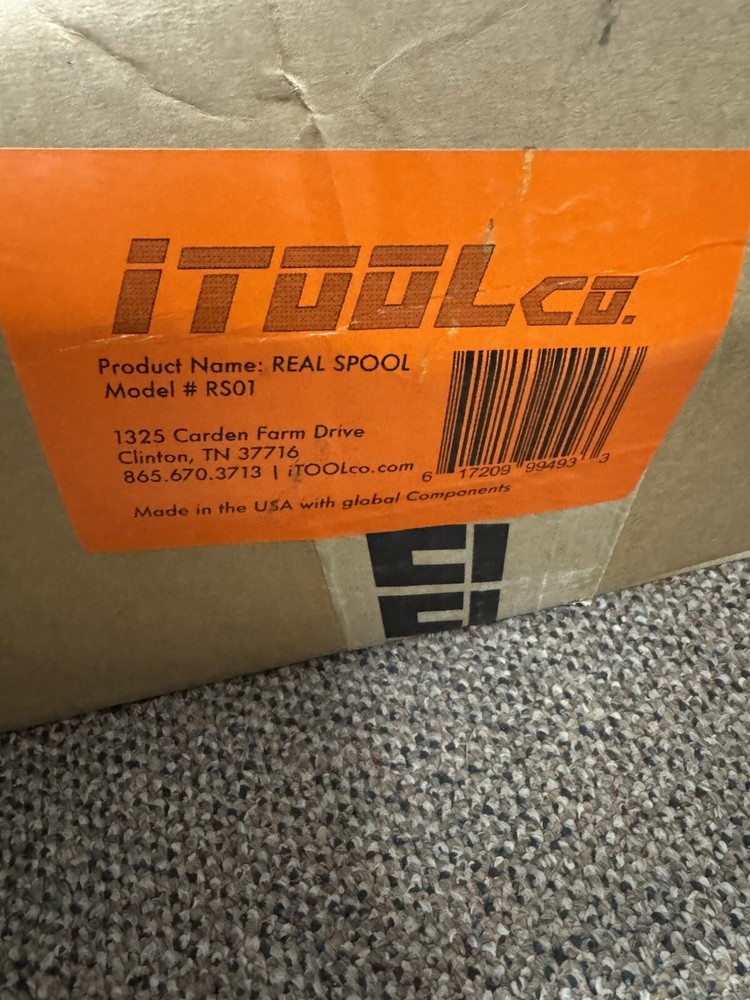 iTOOLco.
Product Name: REAL SPOOL
Model # RS01
1325 Carden Farm Drive
Clinton, TN 37716
865.670.3713 | iTOOLco.com
6 17209 99493 3
Made in the USA with global Components